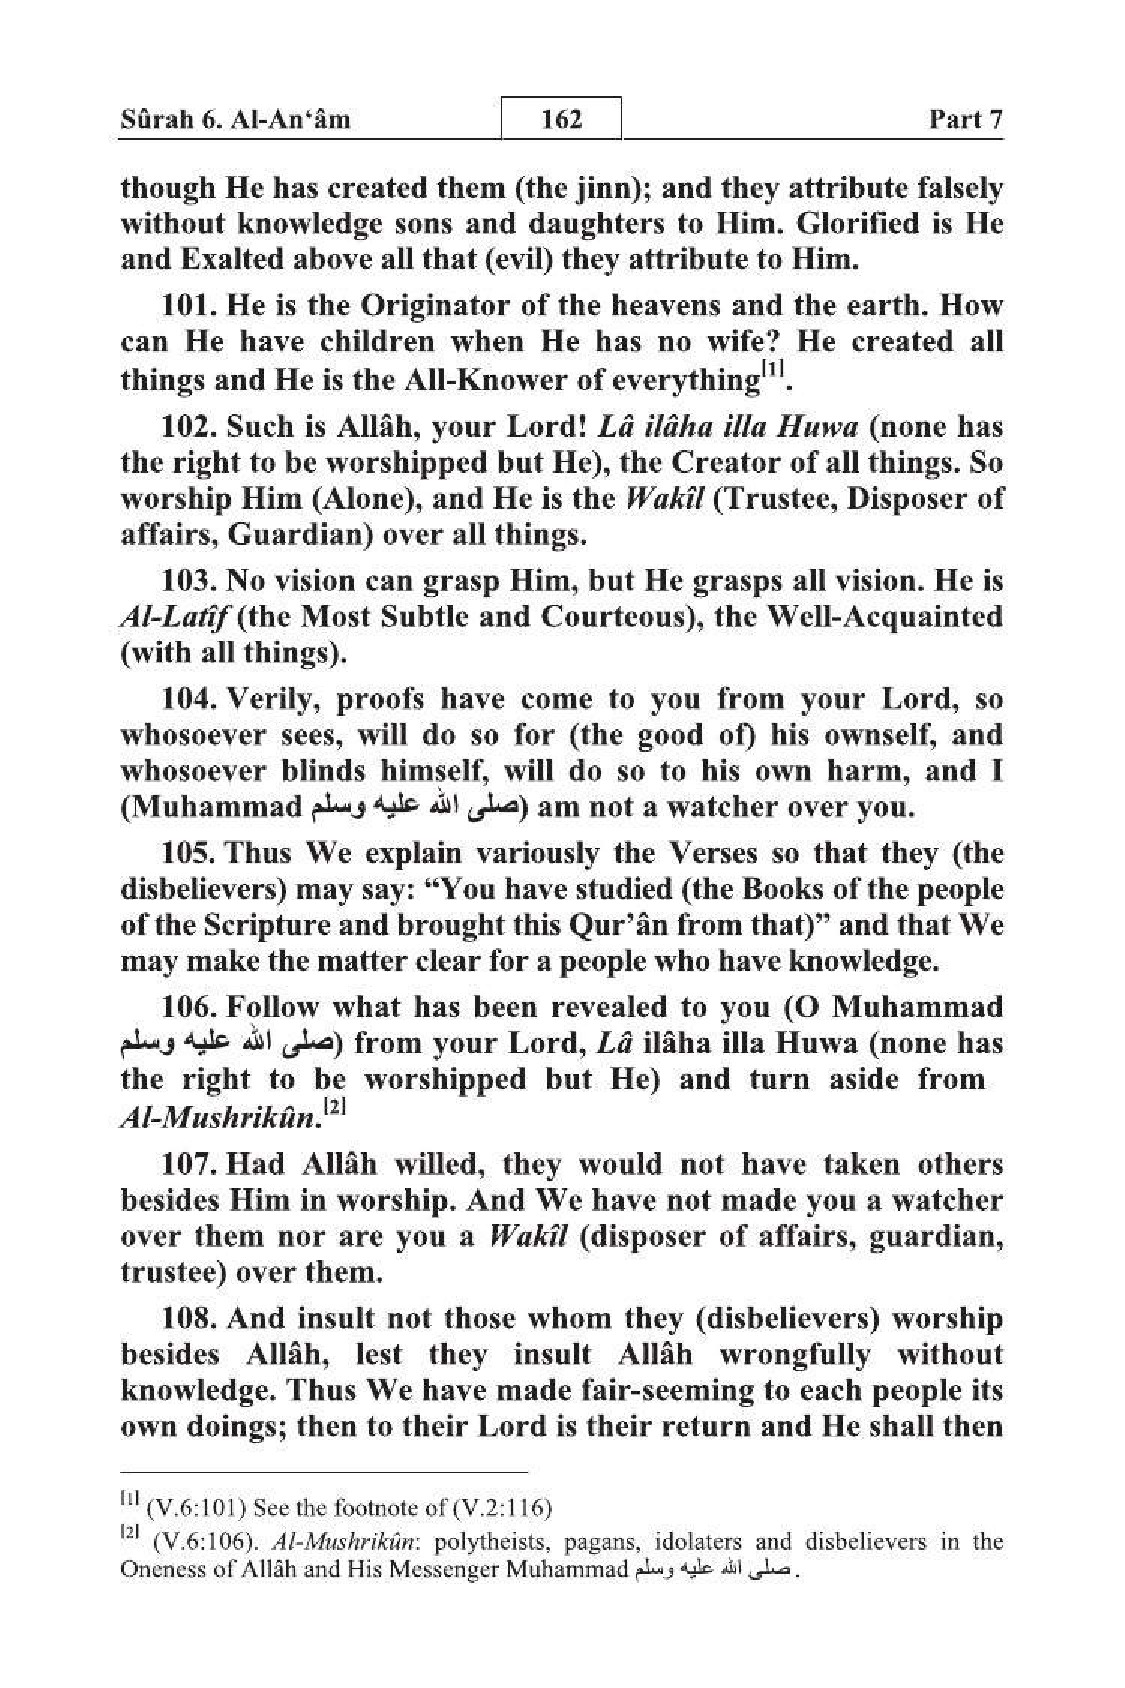 Sûrah 6. Al-An‘âm 162 Part 7
though He has created them (the jinn); and they attribute falsely
without knowledge sons and daughters to Him. Glorified is He
and Exalted above all that (evil) they attribute to Him.
101. He is the Originator of the heavens and the earth. How
can He have children when He has no wife? He created all
things and He is the All-Knower of everything[1].
102. Such is Allâh, your Lord! Lâ ilâha illa Huwa (none has
the right to be worshipped but He), the Creator of all things. So
worship Him (Alone), and He is the Wakîl (Trustee, Disposer of
affairs, Guardian) over all things.
103. No vision can grasp Him, but He grasps all vision. He is
Al-Latîf (the Most Subtle and Courteous), the Well-Acquainted
(with all things).
104. Verily, proofs have come to you from your Lord, so
whosoever sees, will do so for (the good of) his ownself, and
whosoever blinds himself, will do so to his own harm, and I
(Muhammad صلى الله عليه وسلم) am not a watcher over you.
105. Thus We explain variously the Verses so that they (the
disbelievers) may say: “You have studied (the Books of the people
of the Scripture and brought this Qur’ân from that)” and that We
may make the matter clear for a people who have knowledge.
106. Follow what has been revealed to you (O Muhammad
صلى الله عليه وسلم) from your Lord, Lâ ilâha illa Huwa (none has
the right to be worshipped but He) and turn aside from
Al-Mushrikûn.[2]
107. Had Allâh willed, they would not have taken others
besides Him in worship. And We have not made you a watcher
over them nor are you a Wakîl (disposer of affairs, guardian,
trustee) over them.
108. And insult not those whom they (disbelievers) worship
besides Allâh, lest they insult Allâh wrongfully without
knowledge. Thus We have made fair-seeming to each people its
own doings; then to their Lord is their return and He shall then
[1] (V.6:101) See the footnote of (V.2:116)
[2] (V.6:106). Al-Mushrikûn: polytheists, pagans, idolaters and disbelievers in the
Oneness of Allâh and His Messenger Muhammad صلى الله عليه وسلم .